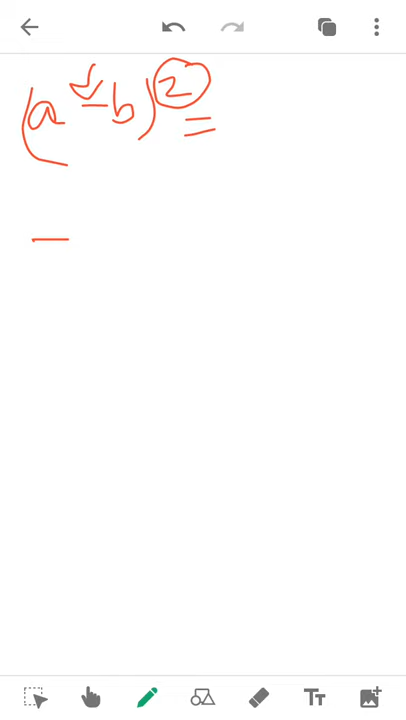 (a - b)² =
—